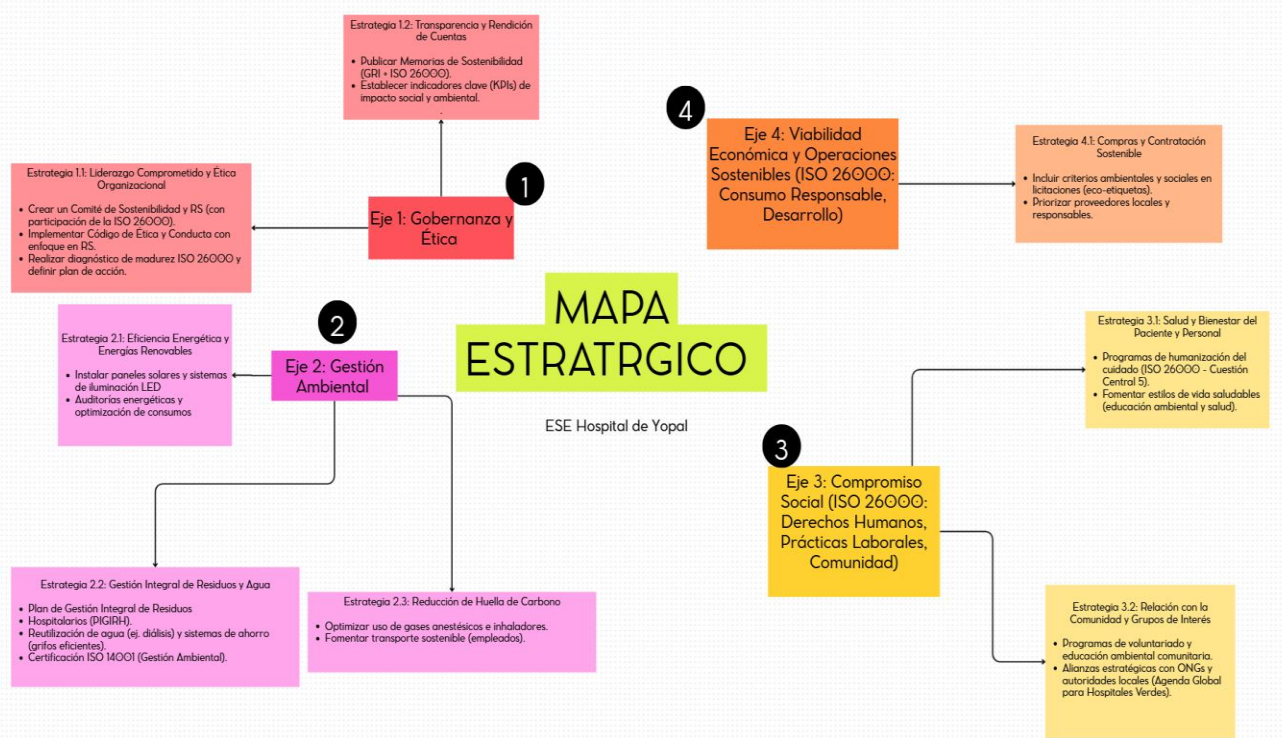 MAPA
ESTRATRGICO
ESE Hospital de Yopal
1
Eje 1: Gobernanza y
Ética
Estrategia 1.1: Liderazgo Comprometido y Ética
Organizacional
• Crear un Comité de Sostenibilidad y RS (con
participación de la ISO 26000).
• Implementar Código de Ética y Conducta con
enfoque en RS.
• Realizar diagnóstico de madurez ISO 26000 y
definir plan de acción.
Estrategia 1.2: Transparencia y Rendición
de Cuentas
• Publicar Memorias de Sostenibilidad
(GRI + ISO 26000).
• Establecer indicadores clave (KPIs) de
impacto social y ambiental.
.
2
Eje 2: Gestión
Ambiental
Estrategia 2.1: Eficiencia Energética y
Energías Renovables
• Instalar paneles solares y sistemas
de iluminación LED
• Auditorías energéticas y
optimización de consumos
Estrategia 2.2: Gestión Integral de Residuos y Agua
• Plan de Gestión Integral de Residuos
• Hospitalarios (PIGIRH).
• Reutilización de agua (ej. diálisis) y sistemas de ahorro
(grifos eficientes).
• Certificación ISO 14001 (Gestión Ambiental).
Estrategia 2.3: Reducción de Huella de Carbono
• Optimizar uso de gases anestésicos e inhaladores.
• Fomentar transporte sostenible (empleados).
3
Eje 3: Compromiso
Social (ISO 26000:
Derechos Humanos,
Prácticas Laborales,
Comunidad)
Estrategia 3.1: Salud y Bienestar del
Paciente y Personal
• Programas de humanización del
cuidado (ISO 26000 - Cuestión
Central 5).
• Fomentar estilos de vida saludables
(educación ambiental y salud).
Estrategia 3.2: Relación con la
Comunidad y Grupos de Interés
• Programas de voluntariado y
educación ambiental comunitaria.
• Alianzas estratégicas con ONGs y
autoridades locales (Agenda Global
para Hospitales Verdes).
4
Eje 4: Viabilidad
Económica y Operaciones
Sostenibles (ISO 26000:
Consumo Responsable,
Desarrollo)
Estrategia 4.1: Compras y Contratación
Sostenible
• Incluir criterios ambientales y sociales en
licitaciones (eco-etiquetas).
• Priorizar proveedores locales y
responsables.